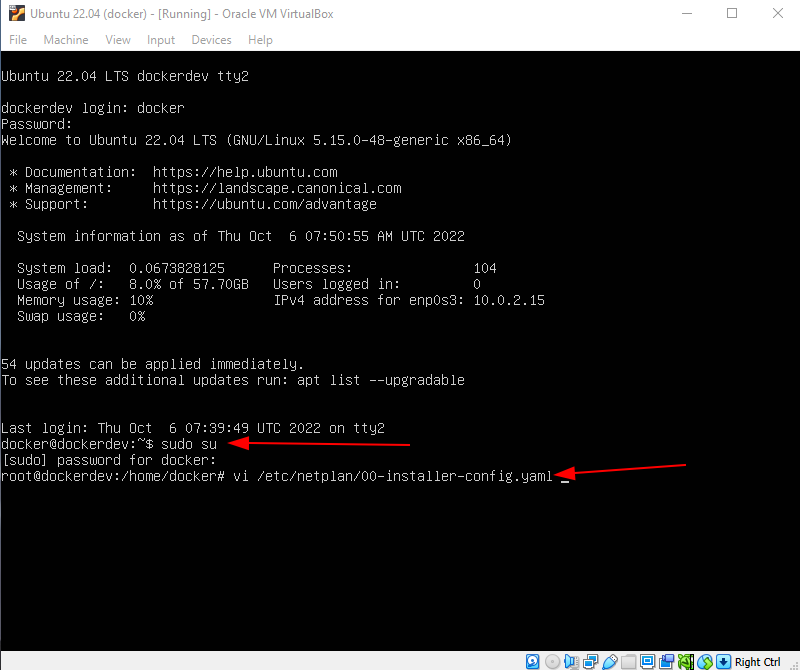 Ubuntu 22.04 (docker) - [Running] - Oracle VM VirtualBox
File Machine View Input Devices Help
Ubuntu 22.04 LTS dockerdev tty2
dockerdev login: docker
Password:
Welcome to Ubuntu 22.04 LTS (GNU/Linux 5.15.0-48-generic x86_64)
* Documentation: https://help.ubuntu.com
* Management: https://landscape.canonical.com
* Support: https://ubuntu.com/advantage
System information as of Thu Oct 6 07:50:55 AM UTC 2022
System load: 0.0673828125 Processes: 104
Usage of /: 8.0% of 57.70GB Users logged in: 0
Memory usage: 10% IPv4 address for enp0s3: 10.0.2.15
Swap usage: 0%
54 updates can be applied immediately.
To see these additional updates run: apt list --upgradable
Last login: Thu Oct 6 07:39:49 UTC 2022 on tty2
docker@dockerdev:~$ sudo su
[sudo] password for docker:
root@dockerdev:/home/docker# vi /etc/netplan/00-installer-config.yaml _
Right Ctrl